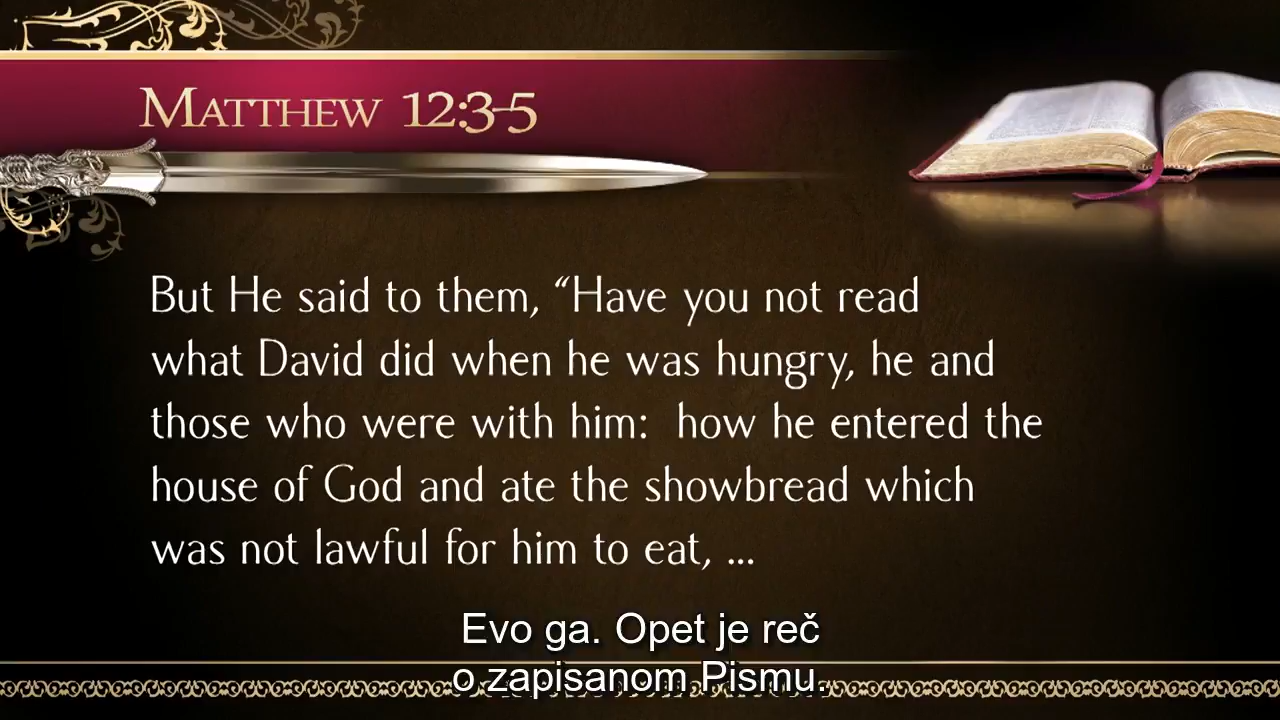 MATTHEW 12:3-5
But He said to them, “Have you not read
what David did when he was hungry, he and
those who were with him: how he entered the
house of God and ate the showbread which
was not lawful for him to eat, ...
Evo ga. Opet je reč
o zapisanom Pismu.